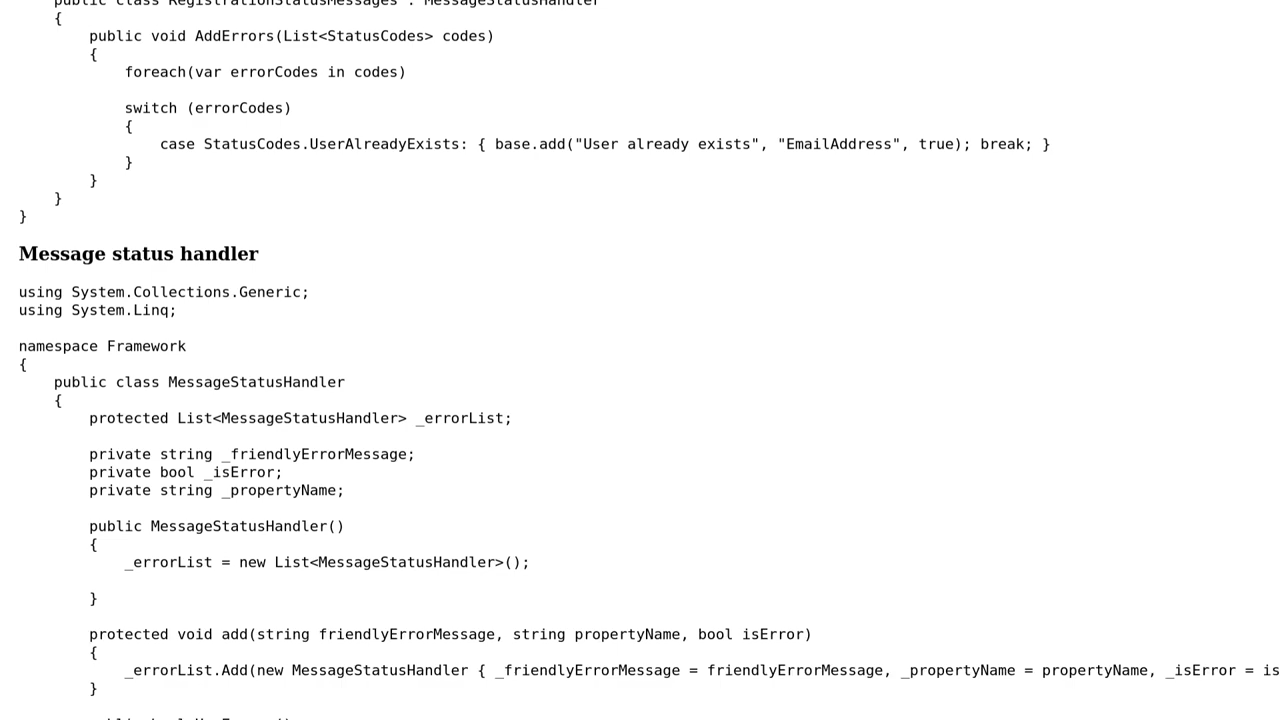 public class RegistrationStatusMessages : MessageStatusHandler
    {
        public void AddErrors(List<StatusCodes> codes)
        {
            foreach(var errorCodes in codes)

            switch (errorCodes)
            {
                case StatusCodes.UserAlreadyExists: { base.add("User already exists", "EmailAddress", true); break; }
            }
        }
    }
}
Message status handler
using System.Collections.Generic;
using System.Linq;

namespace Framework
{
    public class MessageStatusHandler
    {
        protected List<MessageStatusHandler> _errorList;

        private string _friendlyErrorMessage;
        private bool _isError;
        private string _propertyName;

        public MessageStatusHandler()
        {
            _errorList = new List<MessageStatusHandler>();

        }

        protected void add(string friendlyErrorMessage, string propertyName, bool isError)
        {
            _errorList.Add(new MessageStatusHandler { _friendlyErrorMessage = friendlyErrorMessage, _propertyName = propertyName, _isError = is
        }